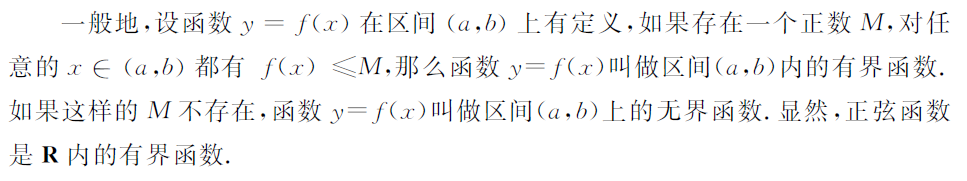 一般地,设函数 y = f(x) 在区间 (a,b) 上有定义,如果存在一个正数 M,对任
意的 x ∈ (a,b) 都有 f(x) ≤M,那么函数 y=f(x)叫做区间(a,b)内的有界函数.
如果这样的 M 不存在,函数 y=f(x)叫做区间(a,b)上的无界函数.显然,正弦函数
是 R 内的有界函数.